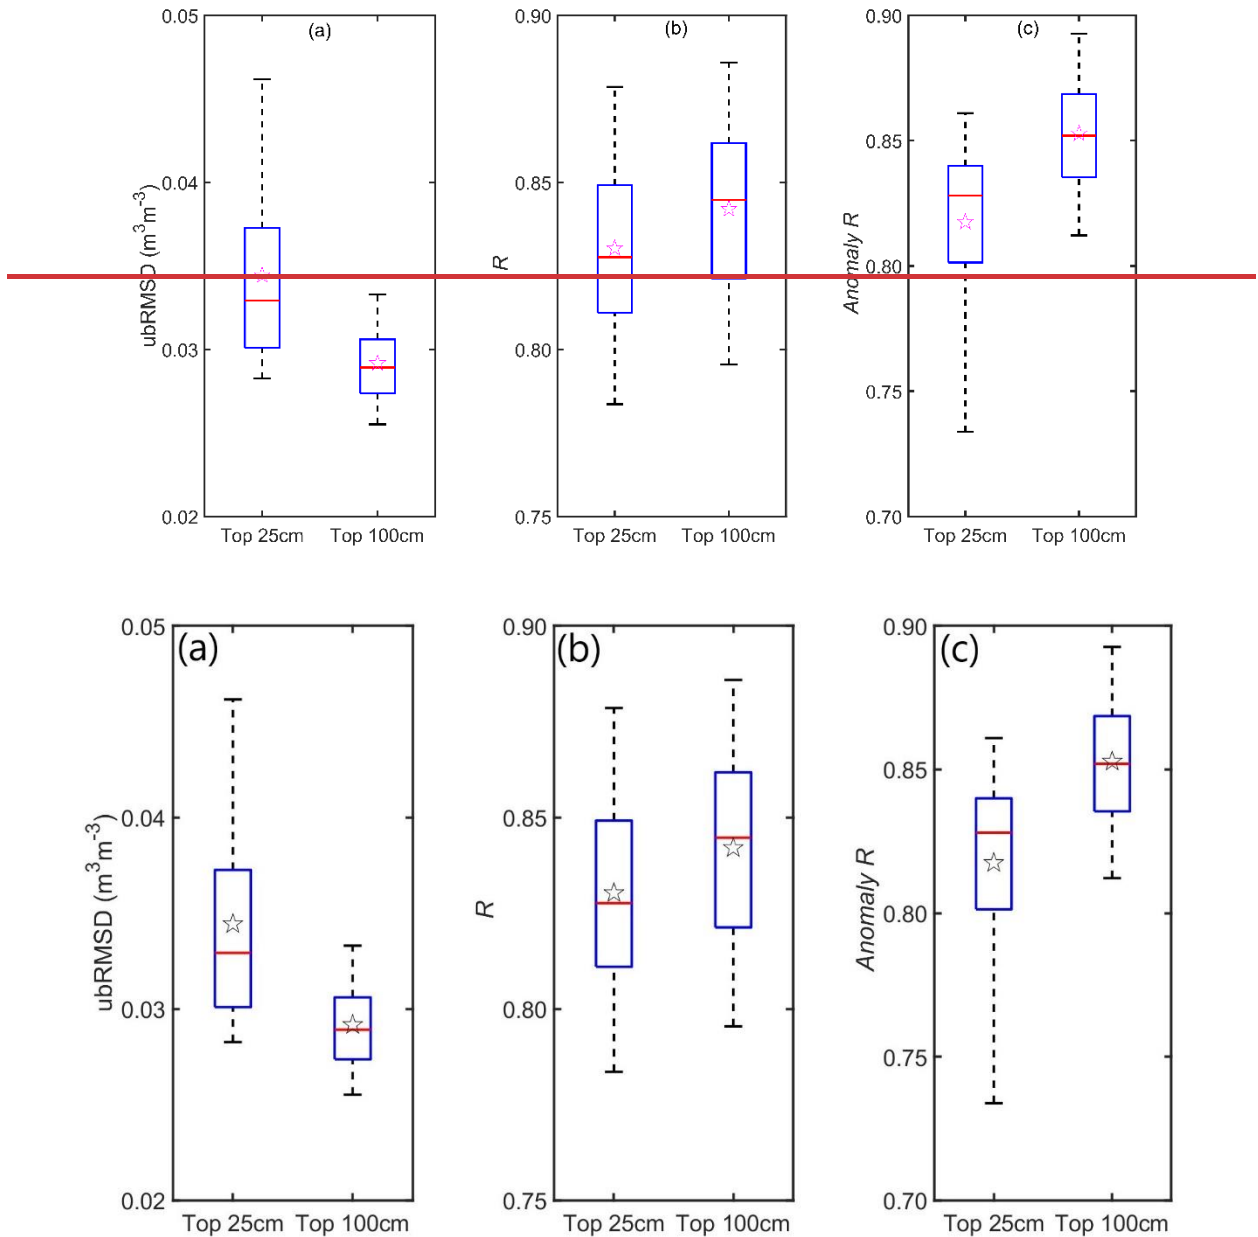 0.05
0.04
0.03
0.02
ubRMSD (m³m⁻³)
(a)
Top 25cm
Top 100cm
0.90
0.85
0.80
0.75
R
(b)
Top 25cm
Top 100cm
0.90
0.85
0.80
0.75
0.70
Anomaly R
(c)
Top 25cm
Top 100cm
0.05
0.04
0.03
0.02
ubRMSD (m³m⁻³)
(a)
Top 25cm
Top 100cm
0.90
0.85
0.80
0.75
R
(b)
Top 25cm
Top 100cm
0.90
0.85
0.80
0.75
0.70
Anomaly R
(c)
Top 25cm
Top 100cm